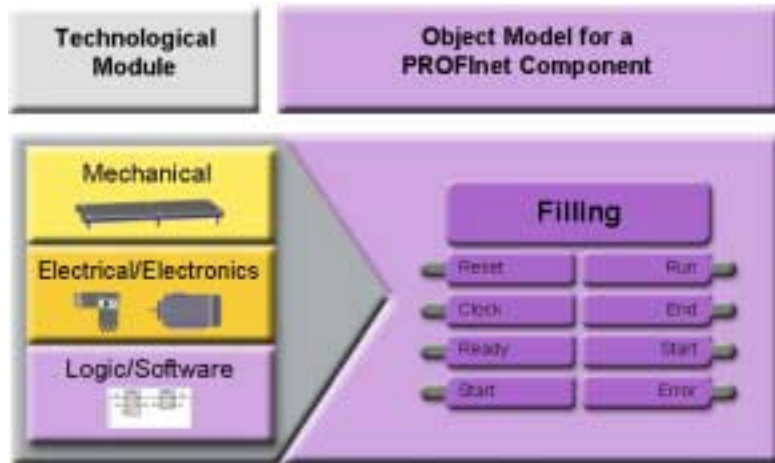 Technological
Module
Object Model for a
PROFInet Component
Mechanical
Electrical/Electronics
Logic/Software
Filling
Reset
Run
Clock
End
Ready
Start
Start
Error